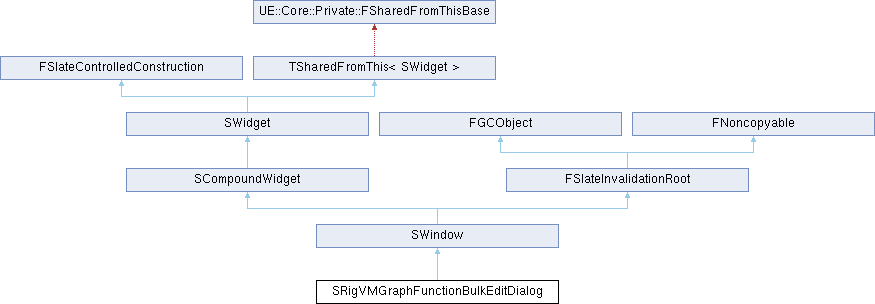 UE::Core::Private::FSharedFromThisBase
FSlateControlledConstruction
TSharedFromThis< SWidget >
SWidget
FGCObject
FNoncopyable
SCompoundWidget
FSlateInvalidationRoot
SWindow
SRigVMGraphFunctionBulkEditDialog